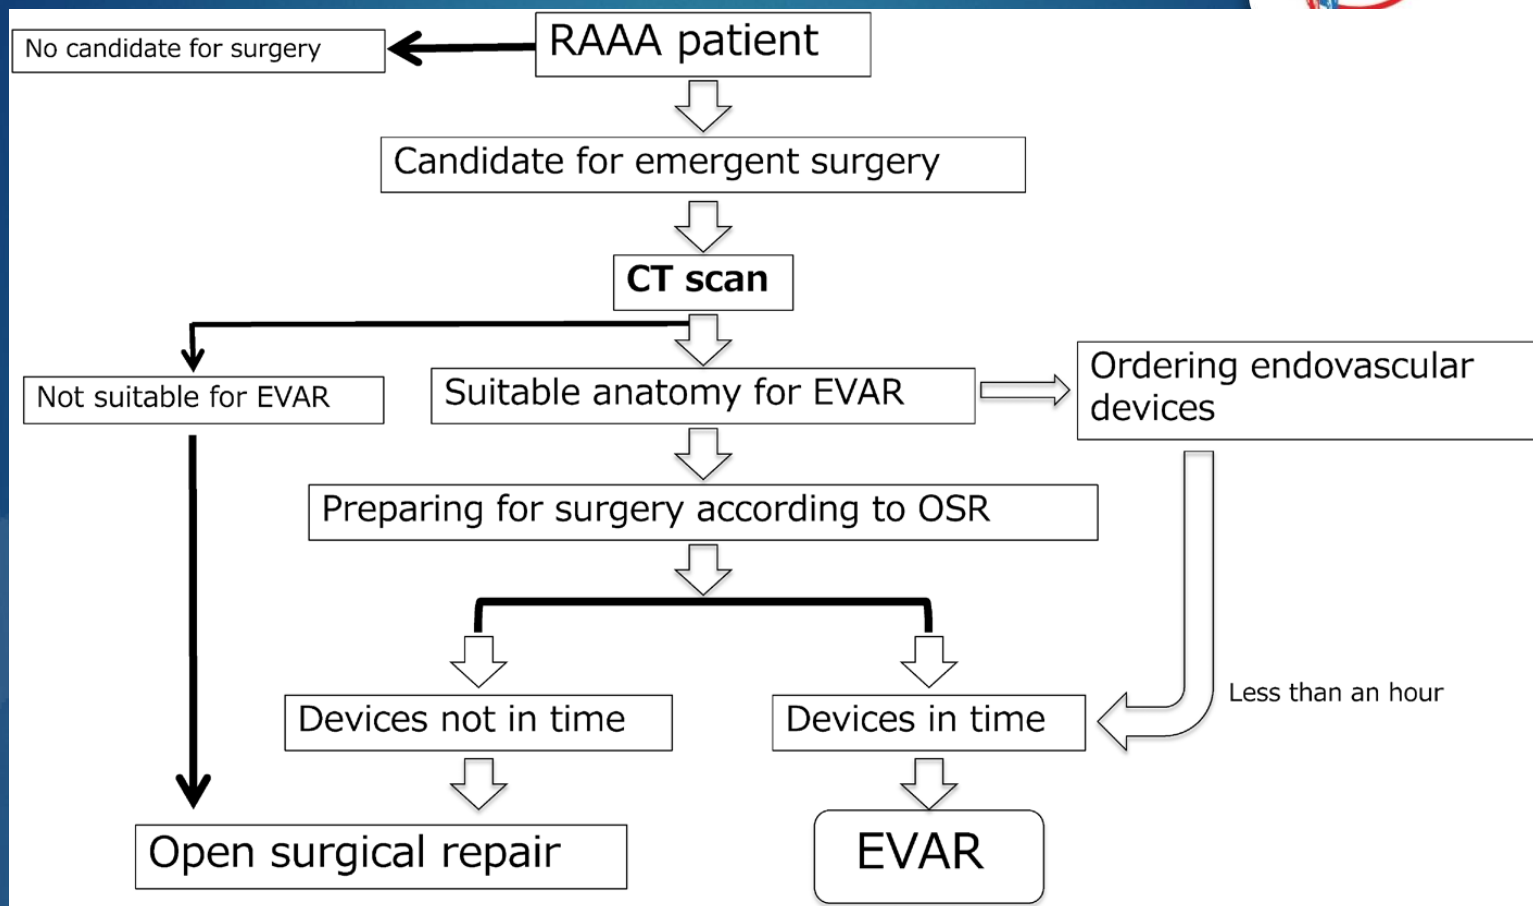 No candidate for surgery
RAAA patient
Candidate for emergent surgery
CT scan
Not suitable for EVAR
Suitable anatomy for EVAR
Ordering endovascular
devices
Preparing for surgery according to OSR
Less than an hour
Devices not in time
Devices in time
Open surgical repair
EVAR